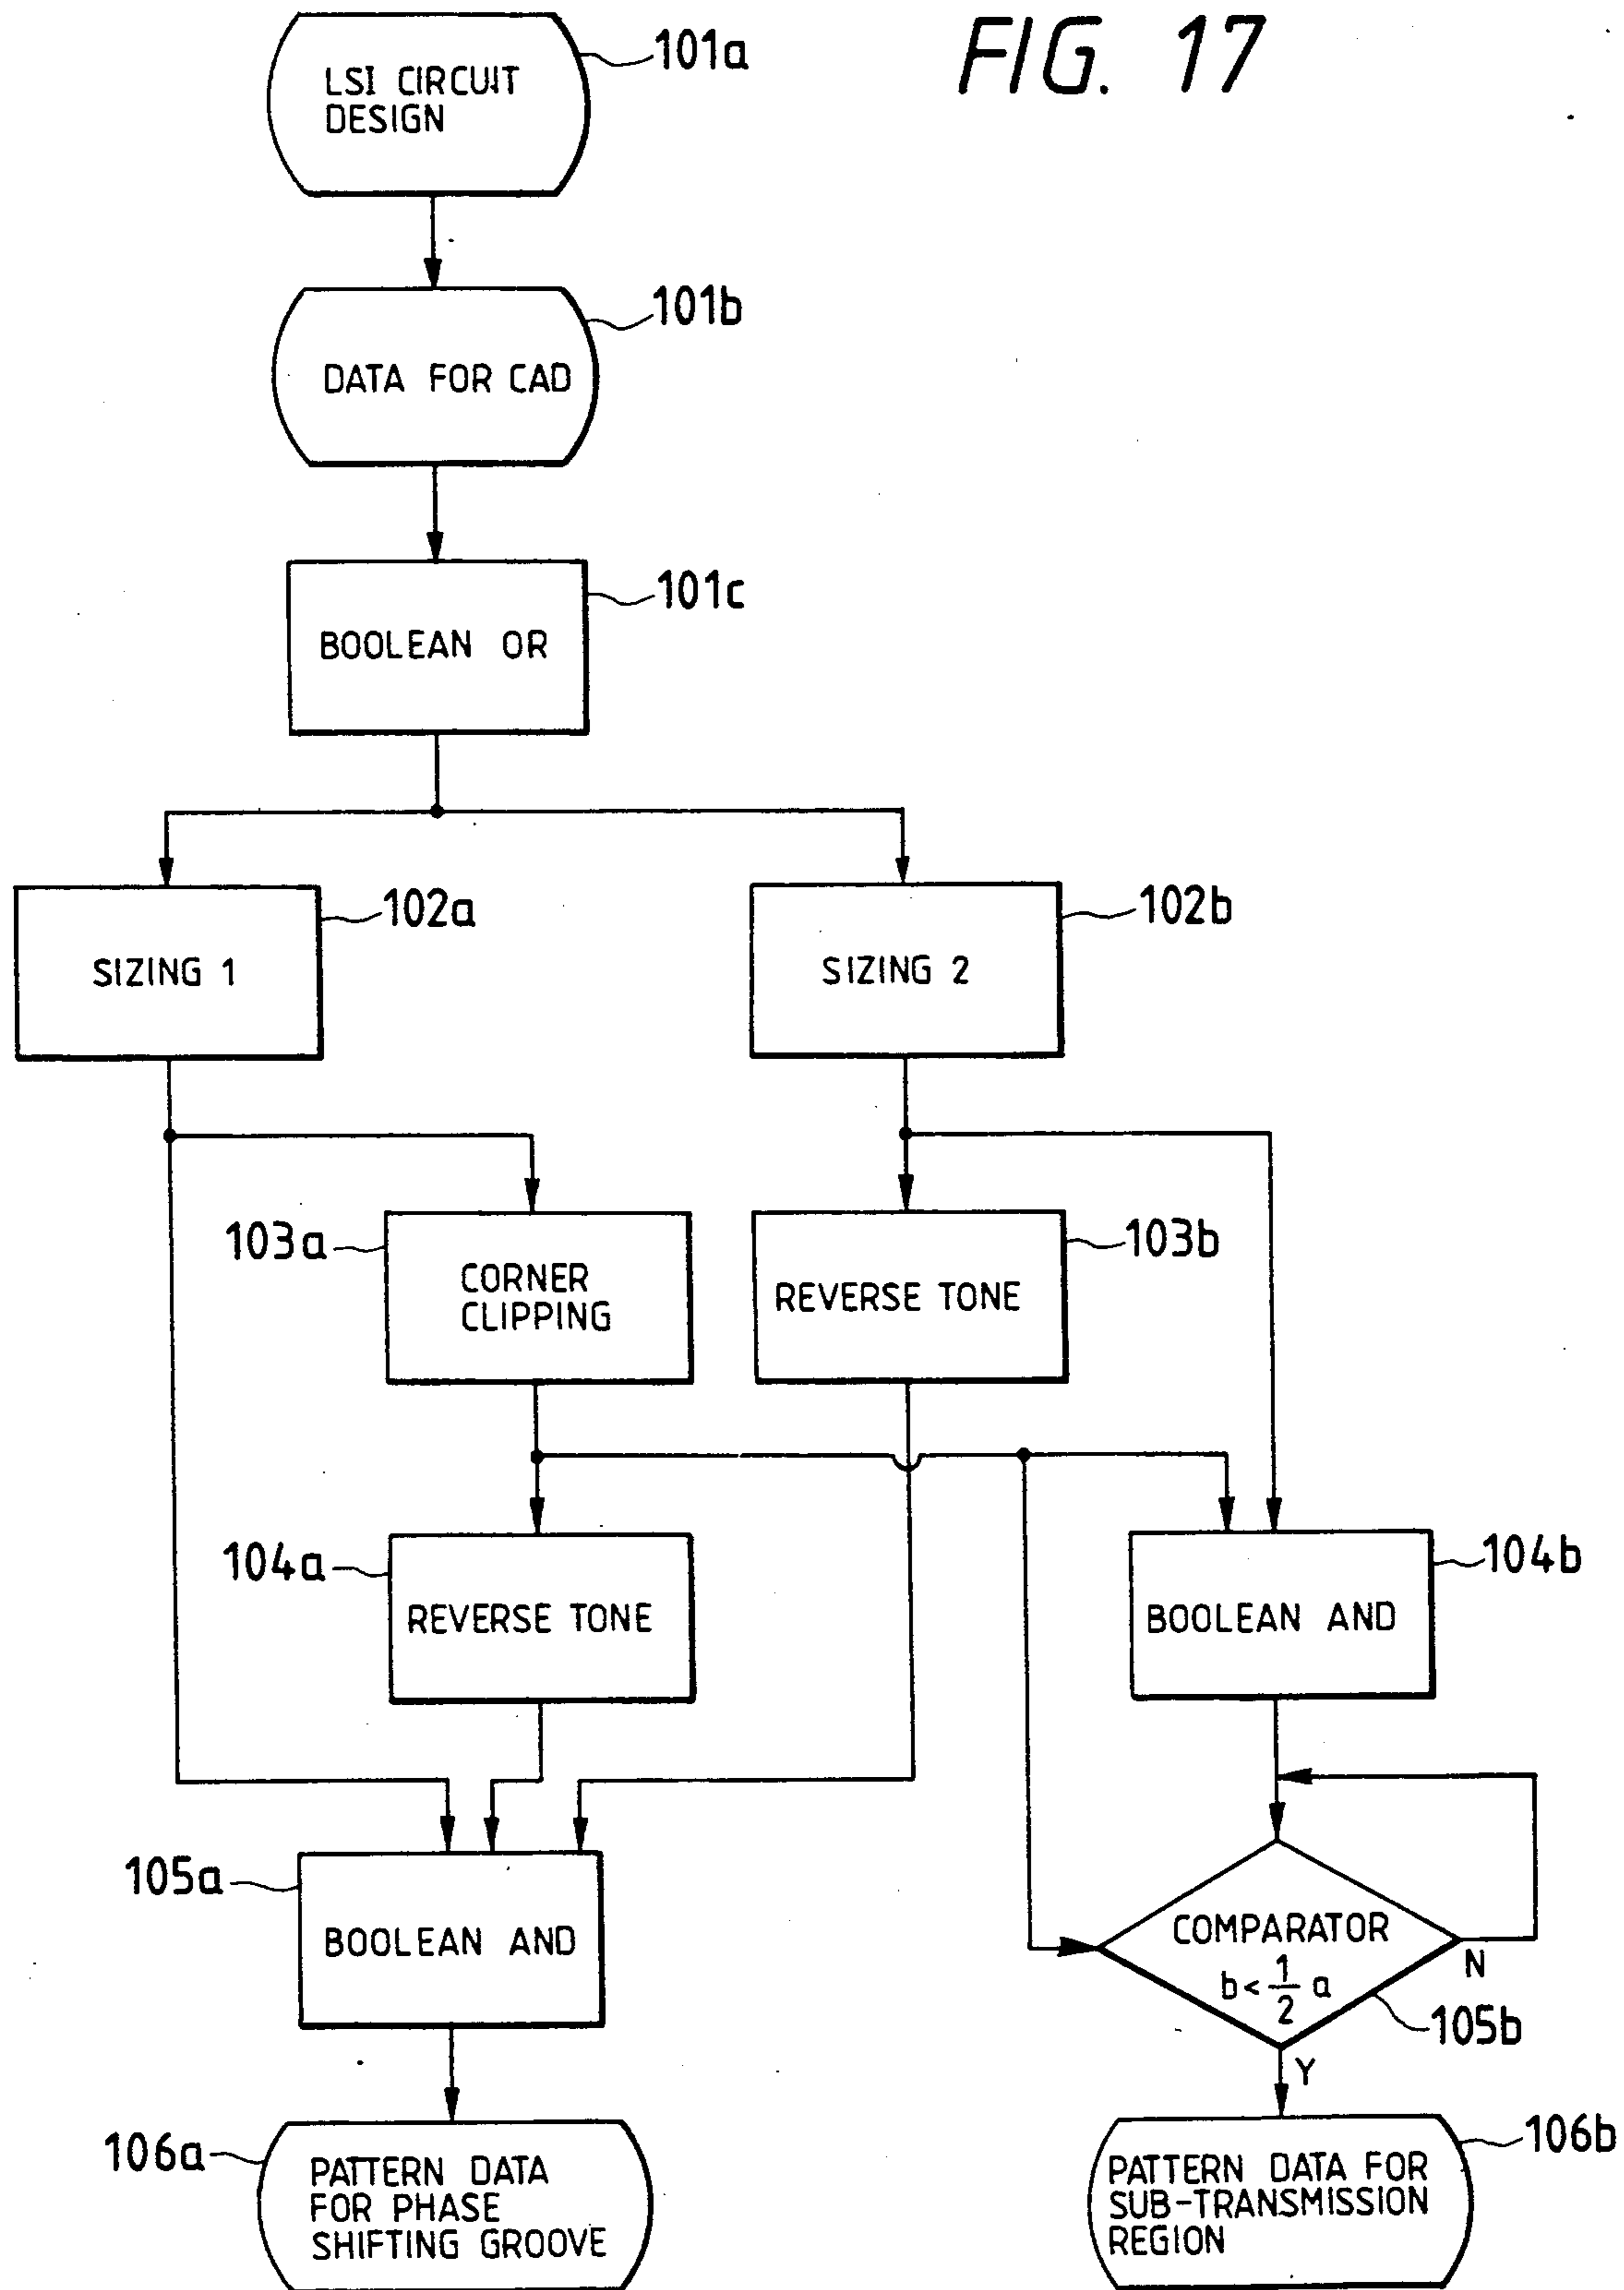 FIG. 17
101a
LSI CIRCUIT
DESIGN
101b
DATA FOR CAD
101c
BOOLEAN OR
102a
SIZING 1
102b
SIZING 2
103a
CORNER
CLIPPING
103b
REVERSE TONE
104a
REVERSE TONE
104b
BOOLEAN AND
105a
BOOLEAN AND
COMPARATOR
b < 1/2 a
N
105b
Y
106a
PATTERN DATA
FOR PHASE
SHIFTING GROOVE
106b
PATTERN DATA FOR
SUB-TRANSMISSION
REGION